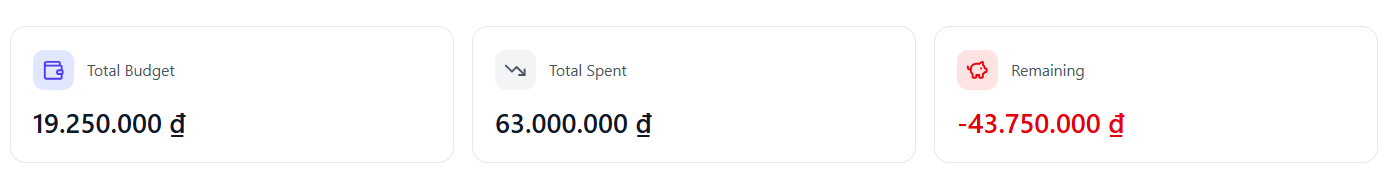 Total Budget
19.250.000 ₫
Total Spent
63.000.000 ₫
Remaining
-43.750.000 ₫